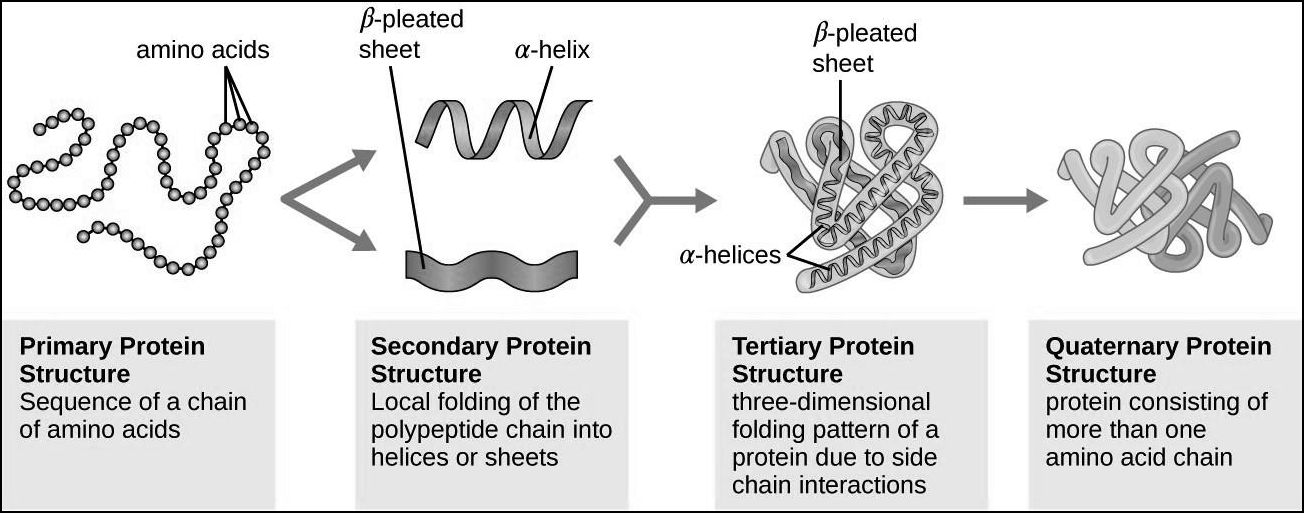 amino acids
β-pleated
sheet
α-helix
β-pleated
sheet
α-helices
Primary Protein
Structure
Sequence of a chain
of amino acids
Secondary Protein
Structure
Local folding of the
polypeptide chain into
helices or sheets
Tertiary Protein
Structure
three-dimensional
folding pattern of a
protein due to side
chain interactions
Quaternary Protein
Structure
protein consisting of
more than one
amino acid chain